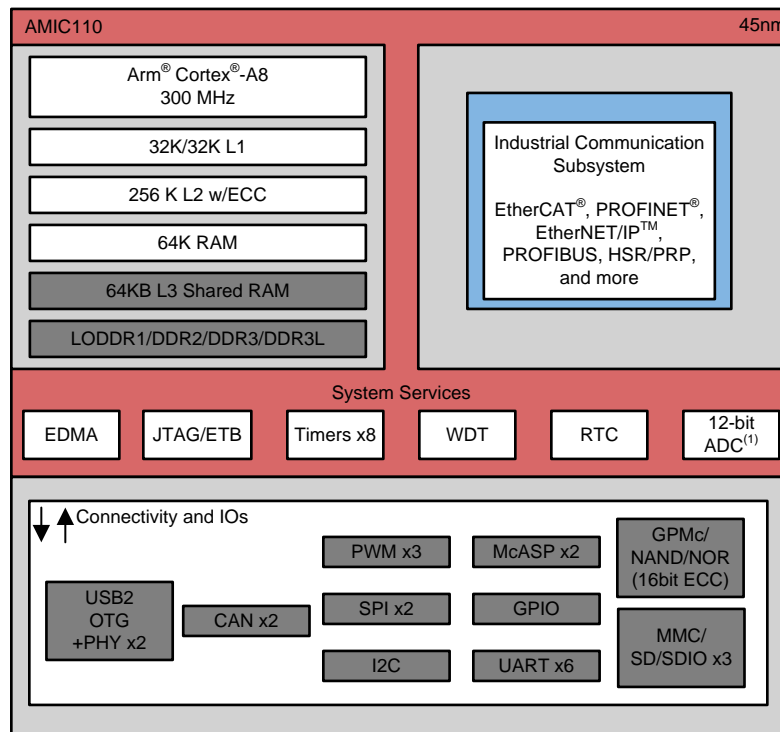 AMIC110
45nm
Arm® Cortex®-A8
300 MHz
32K/32K L1
256 K L2 w/ECC
64K RAM
64KB L3 Shared RAM
LODDR1/DDR2/DDR3/DDR3L
Industrial Communication
Subsystem
EtherCAT®, PROFINET®,
EtherNET/IP™,
PROFIBUS, HSR/PRP,
and more
System Services
EDMA
JTAG/ETB
Timers x8
WDT
RTC
12-bit
ADC(1)
Connectivity and IOs
USB2
OTG
+PHY x2
CAN x2
PWM x3
SPI x2
I2C
McASP x2
GPIO
UART x6
GPMc/
NAND/NOR
(16bit ECC)
MMC/
SD/SDIO x3